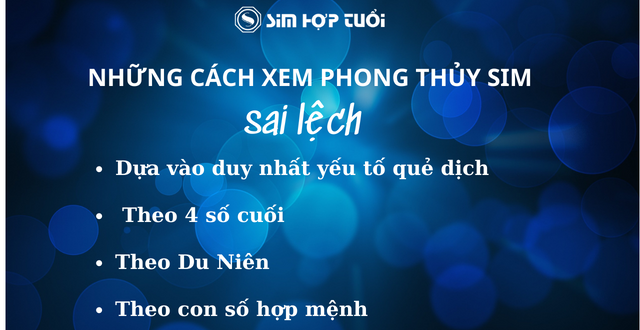 SIM HỢP TUỔI
NHỮNG CÁCH XEM PHONG THỦY SIM
sai lệch
• Dựa vào duy nhất yếu tố quẻ dịch
• Theo 4 số cuối
• Theo Du Niên
• Theo con số hợp mệnh